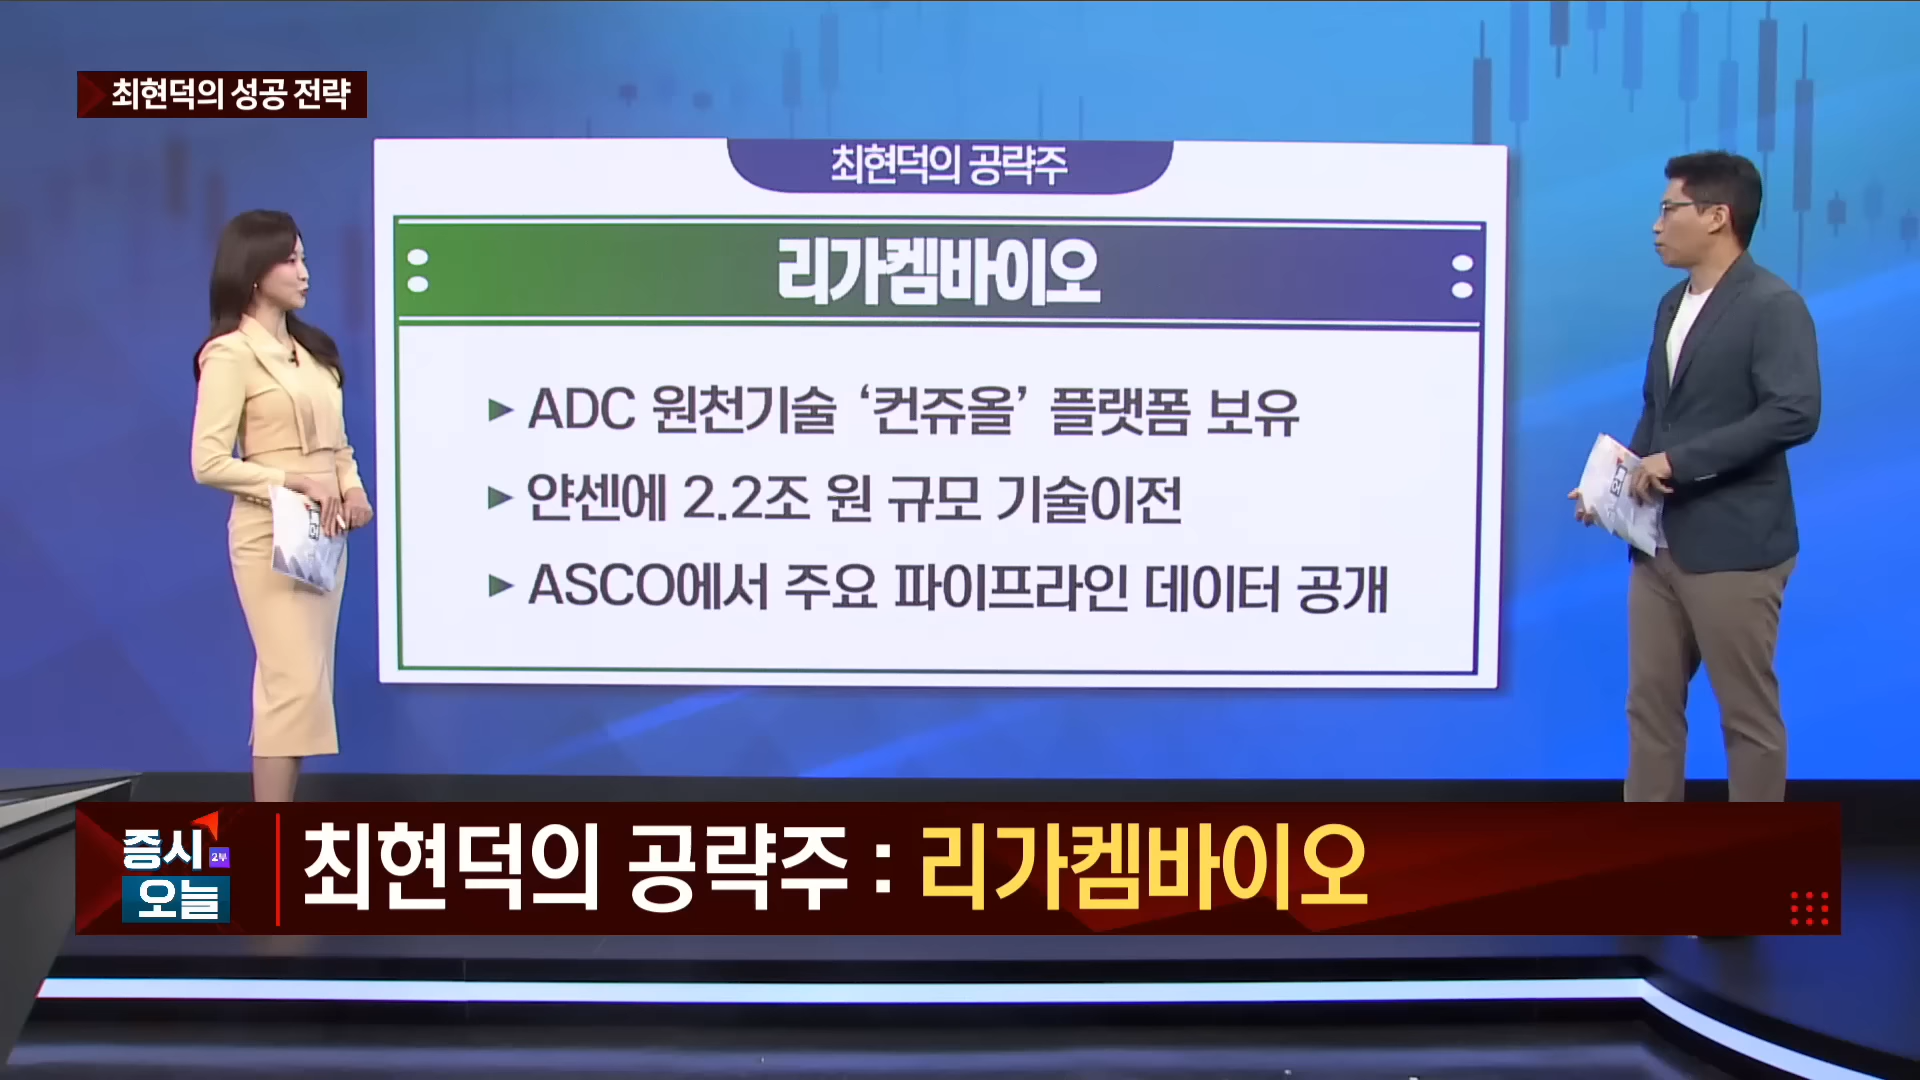 최현덕의 성공 전략
최현덕의 공략주
리가켐바이오
▶ ADC 원천기술 ‘컨쥬올’ 플랫폼 보유
▶ 얀센에 2.2조 원 규모 기술이전
▶ ASCO에서 주요 파이프라인 데이터 공개
증시 2부
오늘
최현덕의 공략주 : 리가켐바이오